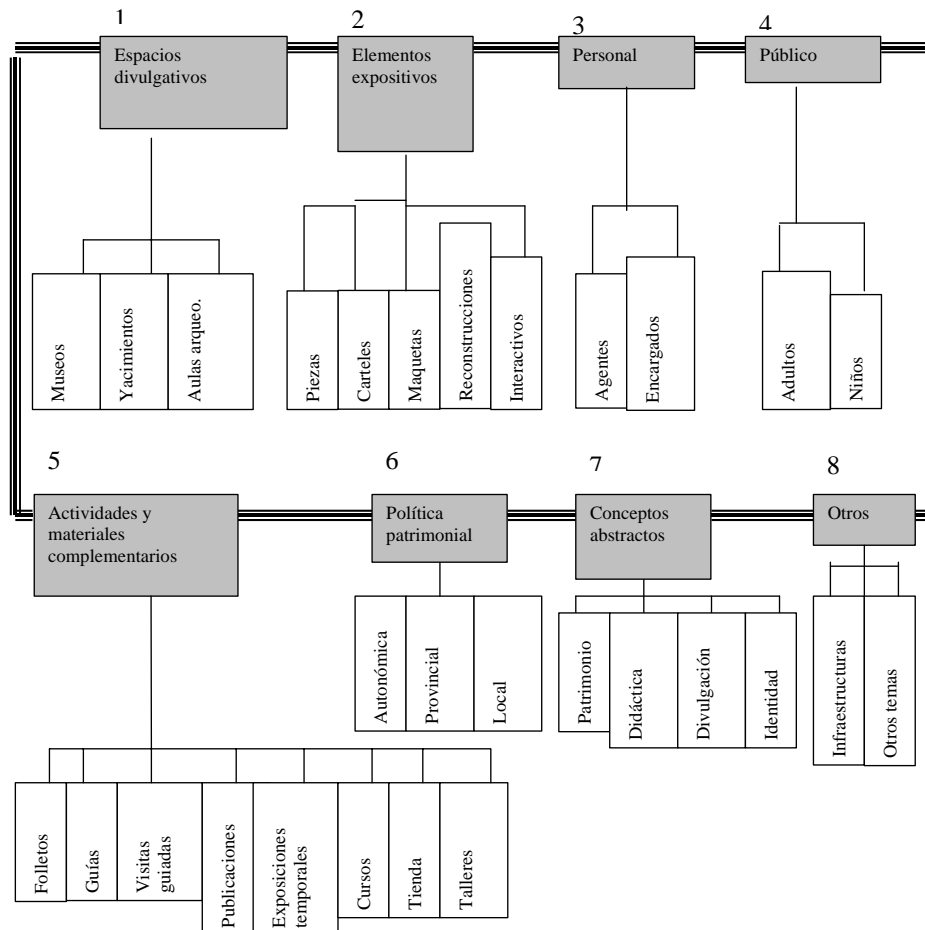 1
2
3
4
Espacios
divulgativos
Elementos
expositivos
Personal
Público
Museos
Yacimientos
Aulas arqueo.
Piezas
Carteles
Maquetas
Reconstrucciones
Interactivos
Agentes
Encargados
Adultos
Niños
5
6
7
8
Actividades y
materiales
complementarios
Política
patrimonial
Conceptos
abstractos
Otros
Autonómica
Provincial
Local
Patrimonio
Didáctica
Divulgación
Identidad
Infraestructuras
Otros temas
Folletos
Guías
Visitas
guiadas
Publicaciones
Exposiciones
temporales
Cursos
Tienda
Talleres